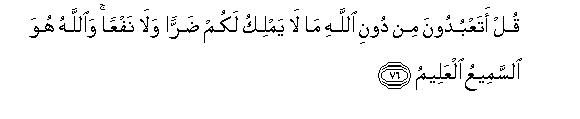 قُلْ أَتَعْبُدُونَ مِن دُونِ ٱللَّهِ مَا لَا يَمْلِكُ لَكُمْ ضَرًّا وَلَا نَفْعًا ۚ وَٱللَّهُ هُوَ
ٱلسَّمِيعُ ٱلْعَلِيمُ ٧٦